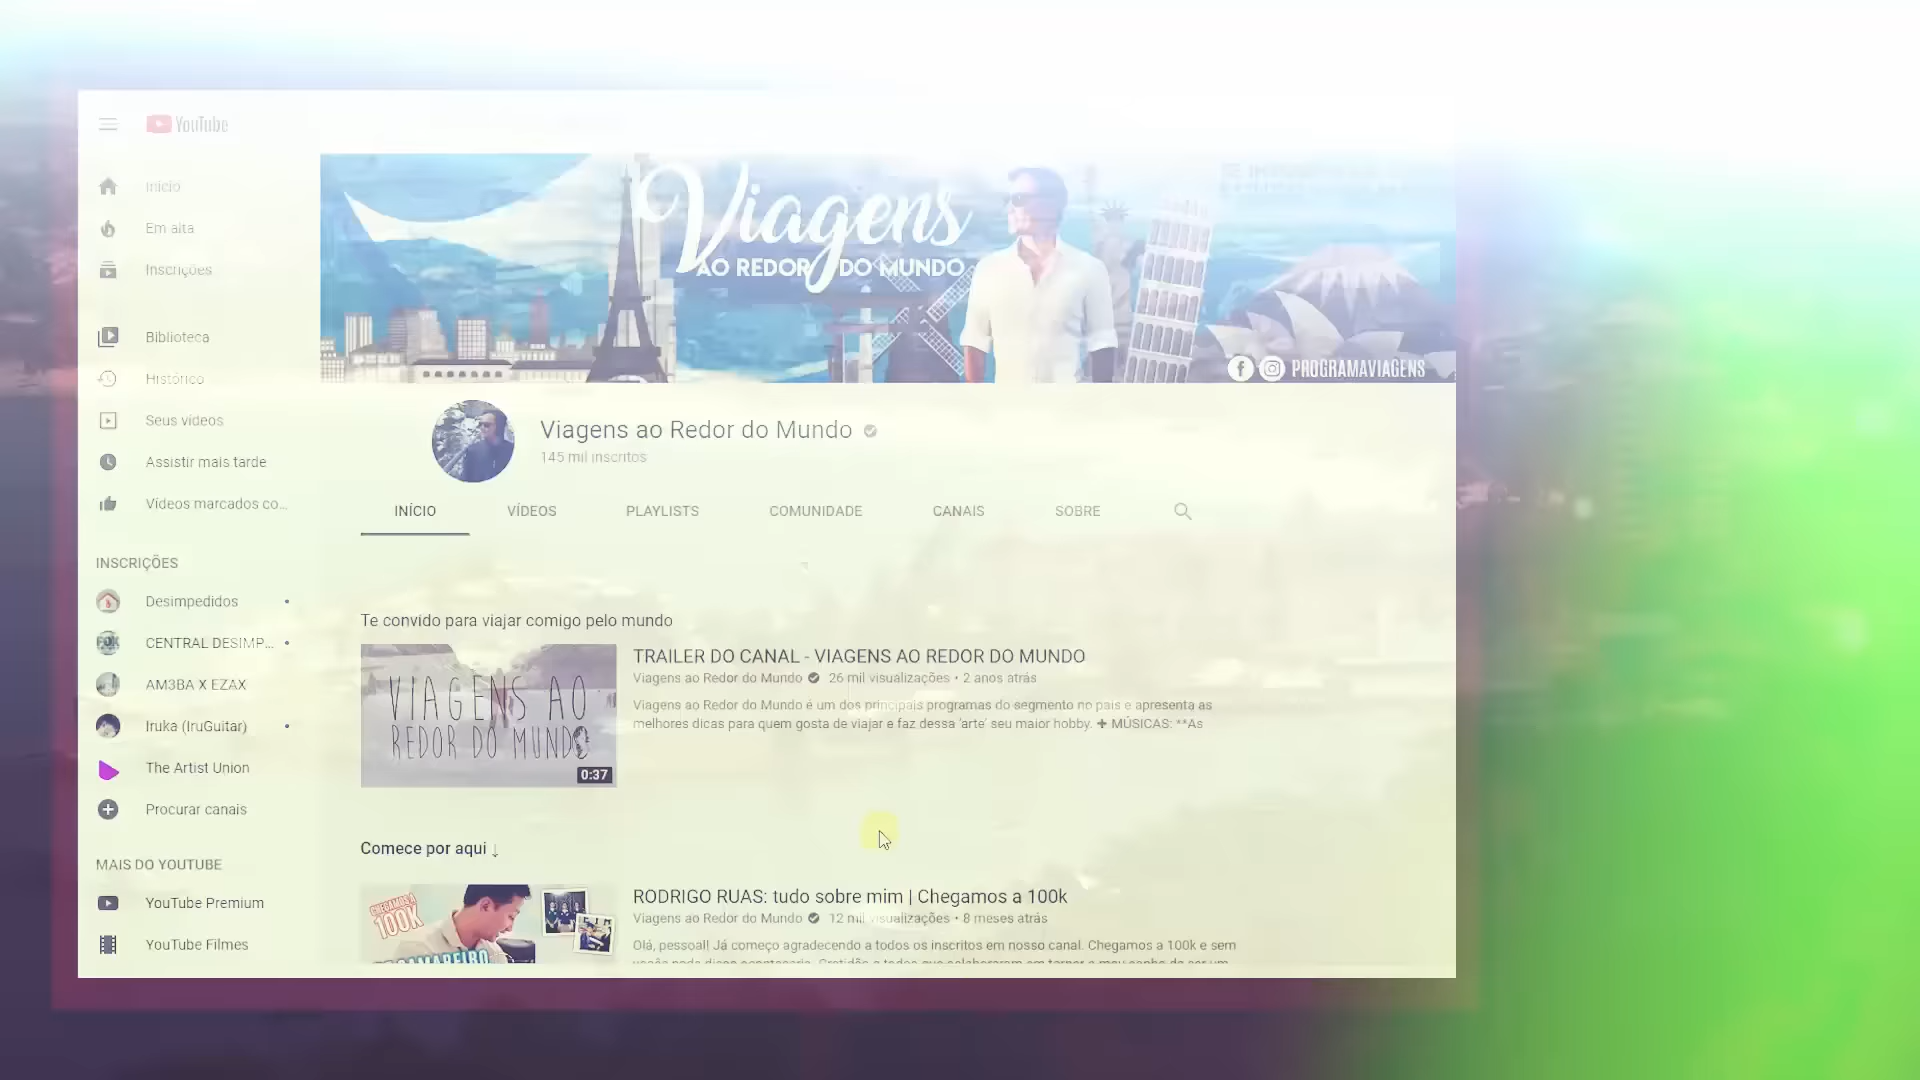 YouTube
Início
Em alta
Inscrições
Biblioteca
Histórico
Seus vídeos
Assistir mais tarde
Vídeos marcados co...
INSCRIÇÕES
Desimpedidos
CENTRAL DESIMP...
AM3BA X EZAX
Iruka (IruGuitar)
The Artist Union
Procurar canais
MAIS DO YOUTUBE
YouTube Premium
YouTube Filmes
Viagens
AO REDOR DO MUNDO
PROGRAMAVIAGENS
Viagens ao Redor do Mundo
145 mil inscritos
INÍCIO VÍDEOS PLAYLISTS COMUNIDADE CANAIS SOBRE
Te convido para viajar comigo pelo mundo
VIAGENS AO
REDOR DO MUNDO
0:37
TRAILER DO CANAL - VIAGENS AO REDOR DO MUNDO
Viagens ao Redor do Mundo 26 mil visualizações • 2 anos atrás
Viagens ao Redor do Mundo é um dos principais programas do segmento no país e apresenta as
melhores dicas para quem gosta de viajar e faz dessa 'arte' seu maior hobby. ✚ MÚSICAS: **As
Comece por aqui ↓
CHEGAMOS A
100K
RODRIGO RUAS: tudo sobre mim | Chegamos a 100k
Viagens ao Redor do Mundo 12 mil visualizações • 8 meses atrás
Olá, pessoal! Já começo agradecendo a todos os inscritos em nosso canal. Chegamos a 100k e sem